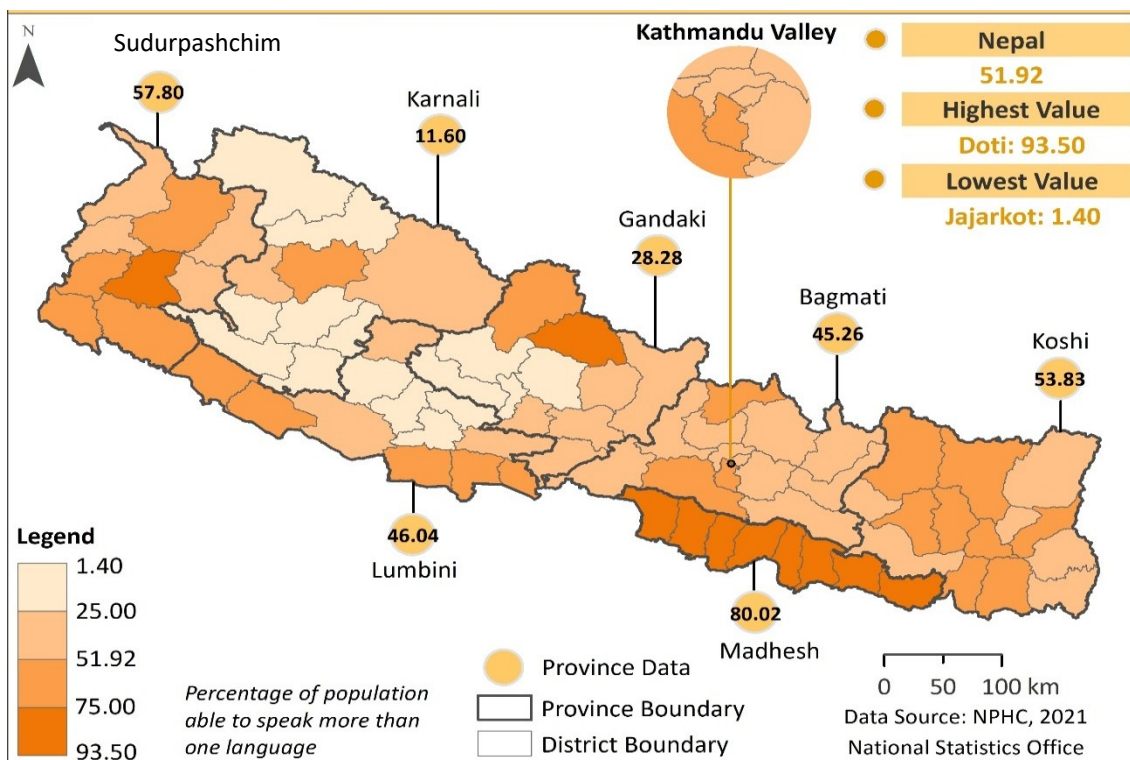 N
Sudurpashchim
57.80
Karnali
11.60
Kathmandu Valley
Gandaki
28.28
Bagmati
45.26
Koshi
53.83
Nepal
51.92
Highest Value
Doti: 93.50
Lowest Value
Jajarkot: 1.40
46.04
Lumbini
80.02
Madhesh
Legend
1.40
25.00
51.92
75.00
93.50
Percentage of population
able to speak more than
one language
Province Data
Province Boundary
District Boundary
0 50 100 km
Data Source: NPHC, 2021
National Statistics Office